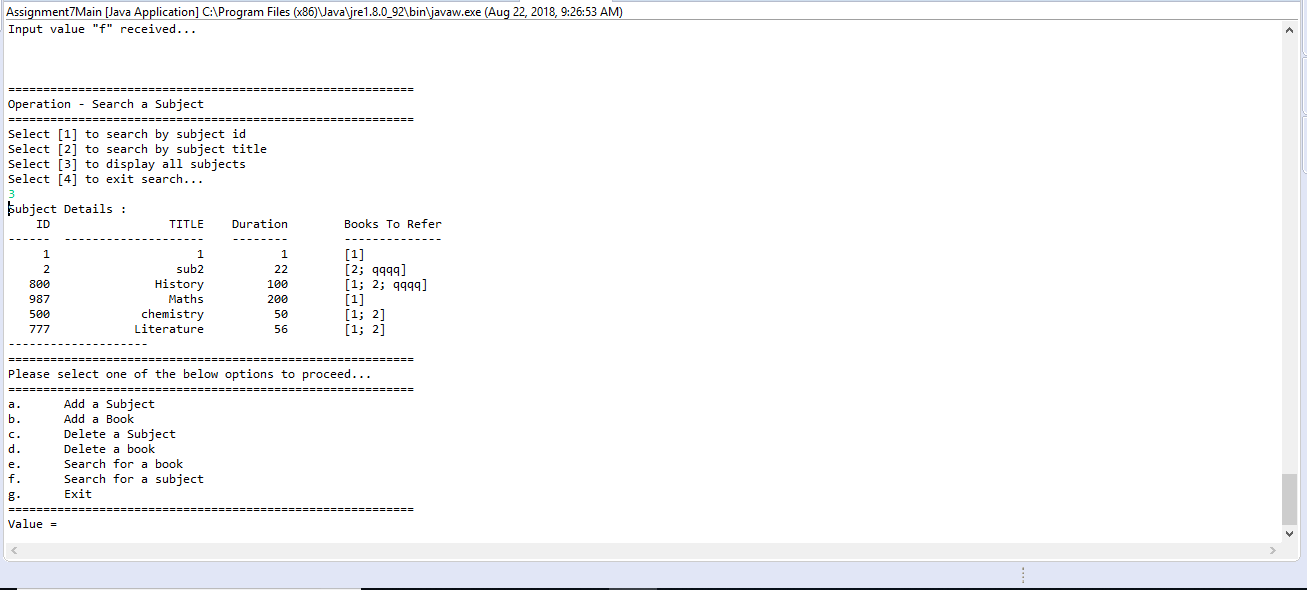 Assignment7Main [Java Application] C:\Program Files (x86)\Java\jre1.8.0_92\bin\javaw.exe (Aug 22, 2018, 9:26:53 AM)
Input value "f" received...
==========================================================
Operation - Search a Subject
==========================================================
Select [1] to search by subject id
Select [2] to search by subject title
Select [3] to display all subjects
Select [4] to exit search...
3
Subject Details :
    ID                 TITLE    Duration        Books To Refer
------  --------------------    --------        --------------
     1                     1           1        [1]
     2                  sub2          22        [2; qqqq]
   800               History         100        [1; 2; qqqq]
   987                 Maths         200        [1]
   500             chemistry          50        [1; 2]
   777            Literature          56        [1; 2]
--------------------
==========================================================
Please select one of the below options to proceed...
==========================================================
a.      Add a Subject
b.      Add a Book
c.      Delete a Subject
d.      Delete a book
e.      Search for a book
f.      Search for a subject
g.      Exit
==========================================================
Value =